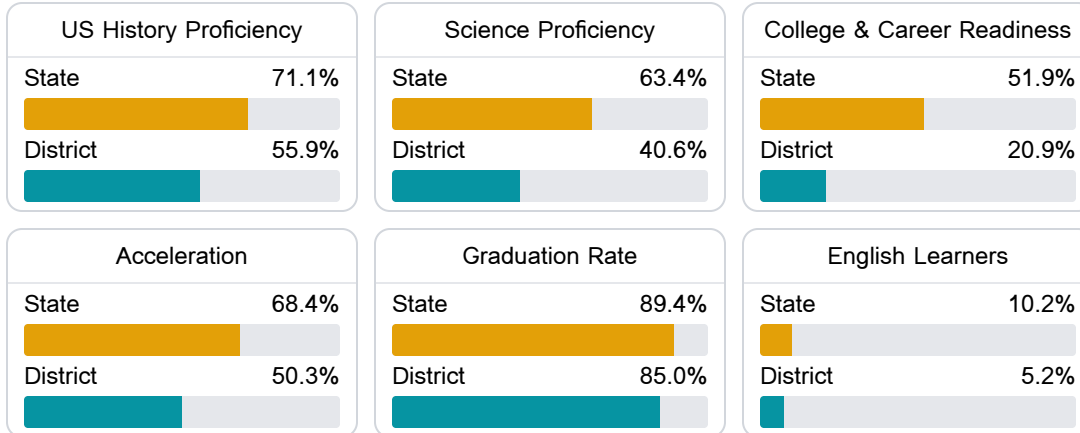 US History Proficiency
State 71.1%
District 55.9%
Science Proficiency
State 63.4%
District 40.6%
College & Career Readiness
State 51.9%
District 20.9%
Acceleration
State 68.4%
District 50.3%
Graduation Rate
State 89.4%
District 85.0%
English Learners
State 10.2%
District 5.2%